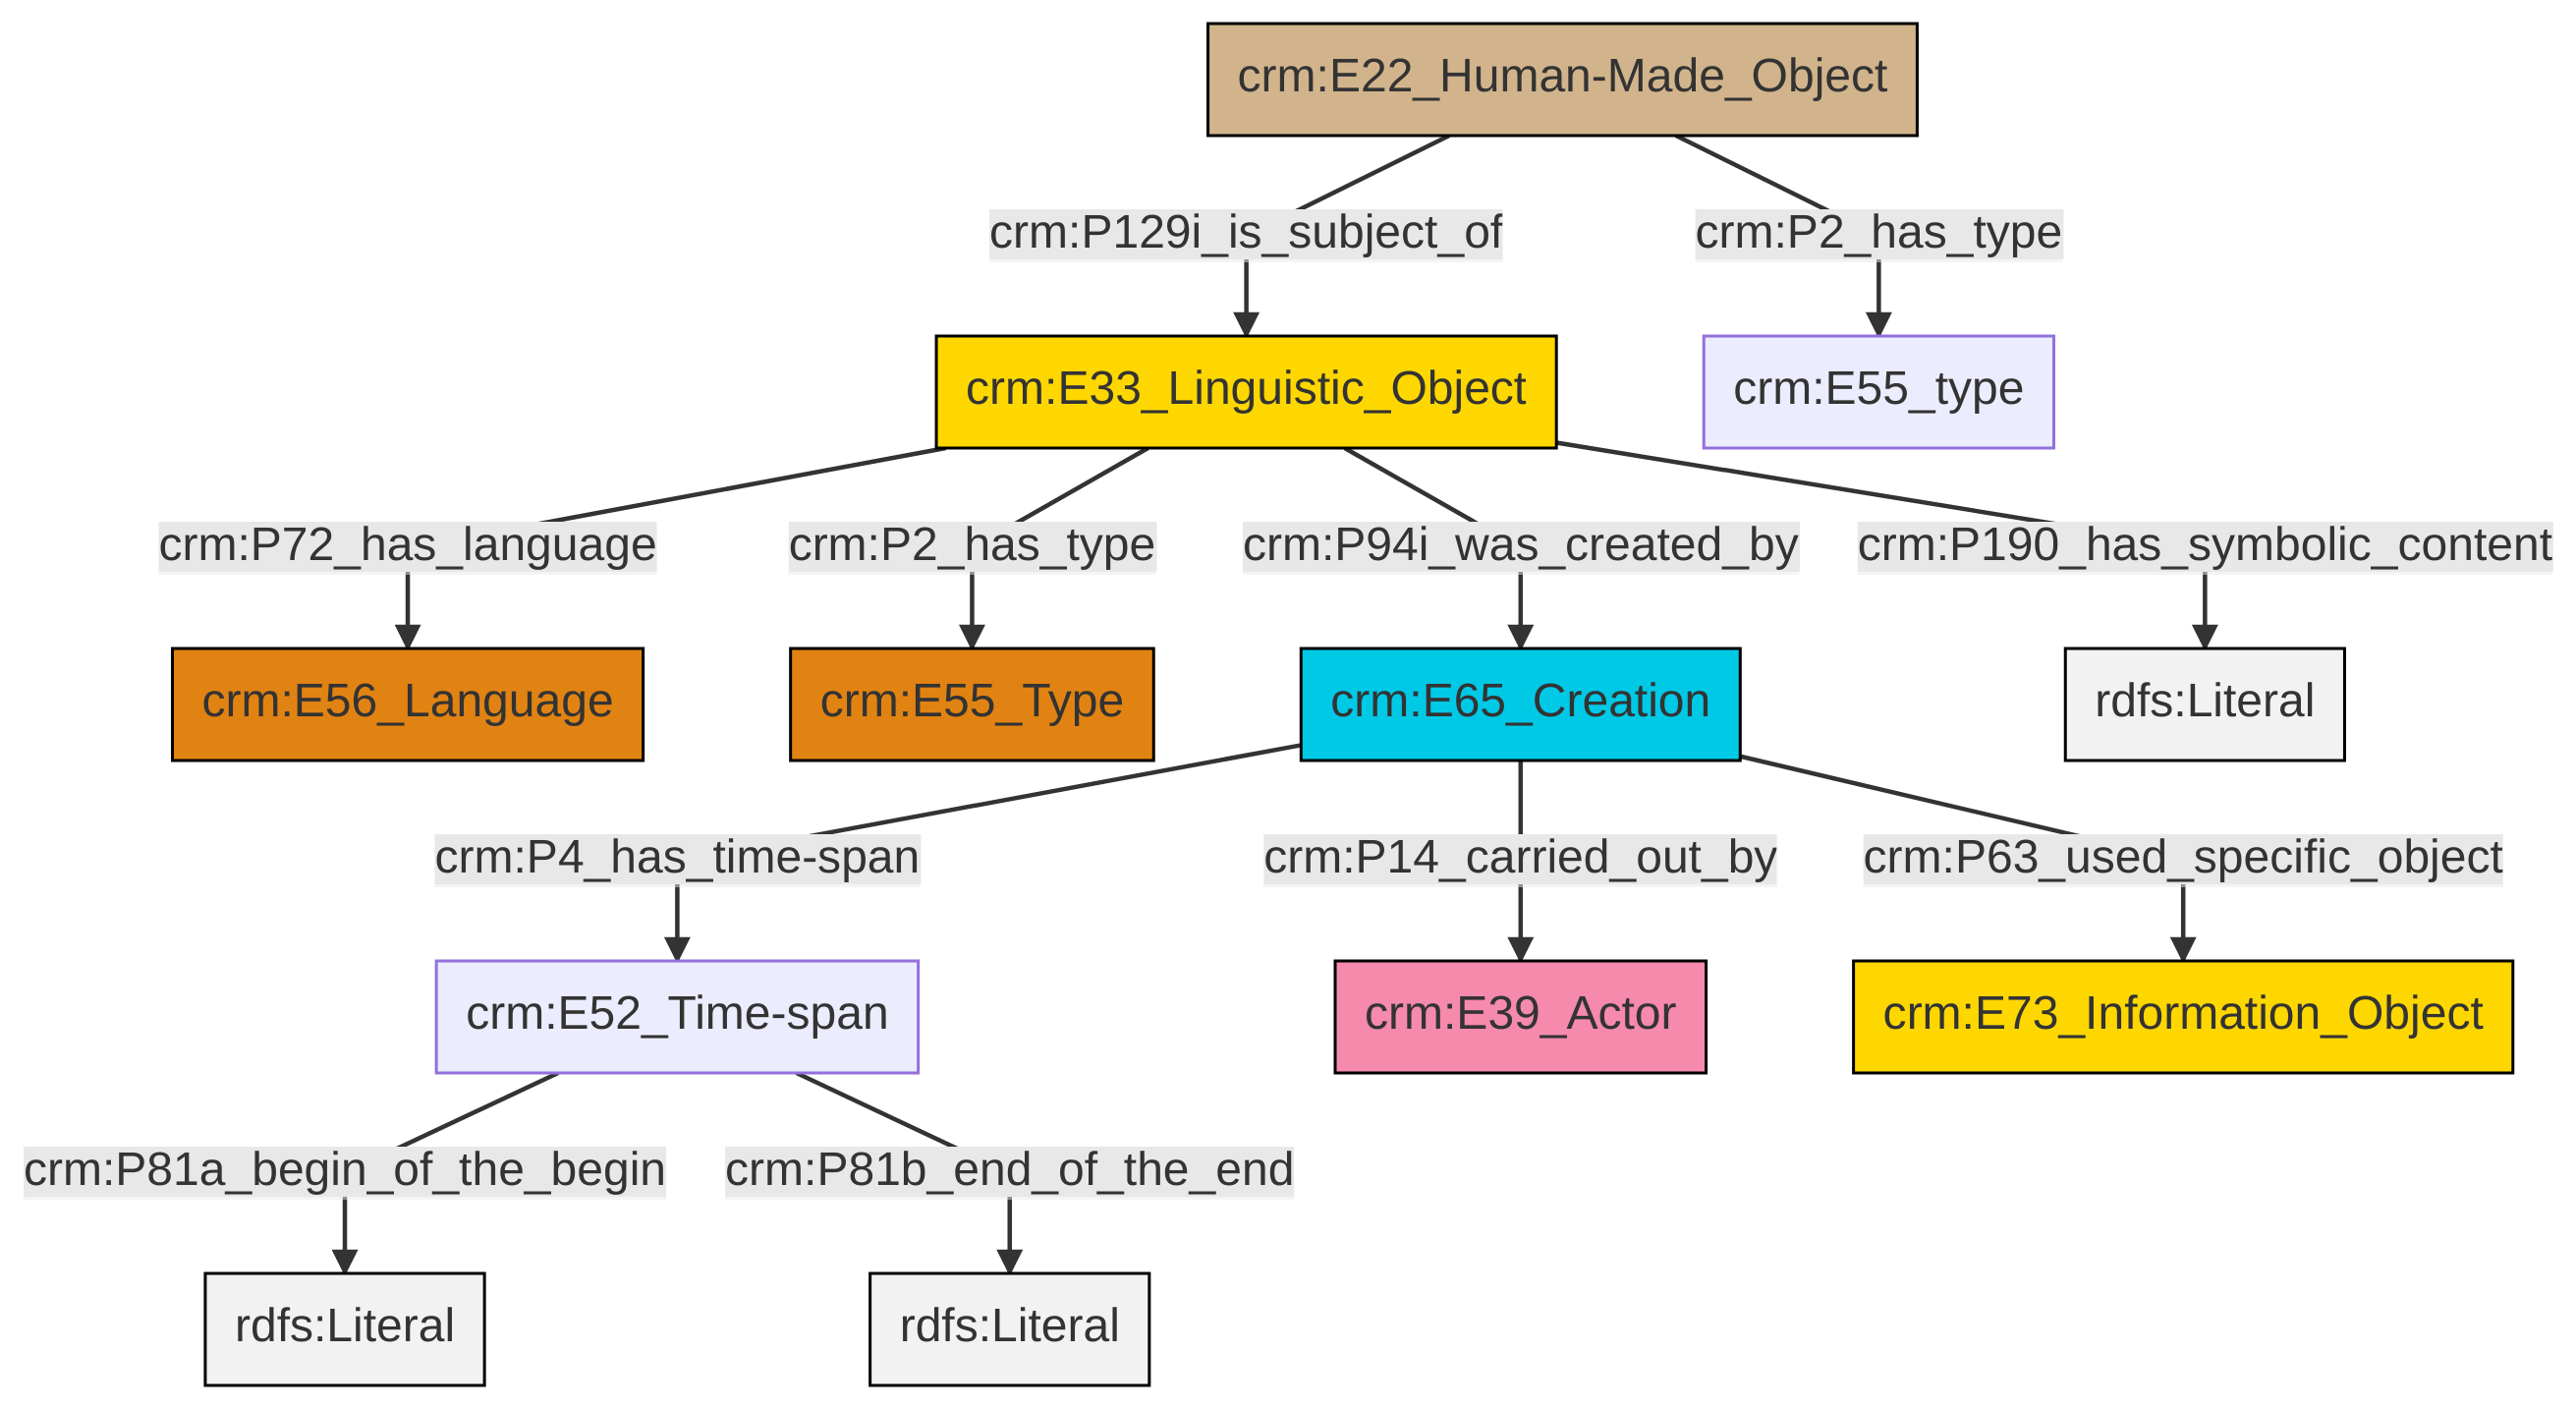 crm:E22_Human-Made_Object
crm:P129i_is_subject_of
crm:P2_has_type
crm:E33_Linguistic_Object
crm:E55_type
crm:P72_has_language
crm:P2_has_type
crm:P94i_was_created_by
crm:P190_has_symbolic_content
crm:E56_Language
crm:E55_Type
crm:E65_Creation
rdfs:Literal
crm:P4_has_time-span
crm:P14_carried_out_by
crm:P63_used_specific_object
crm:E52_Time-span
crm:E39_Actor
crm:E73_Information_Object
crm:P81a_begin_of_the_begin
crm:P81b_end_of_the_end
rdfs:Literal
rdfs:Literal